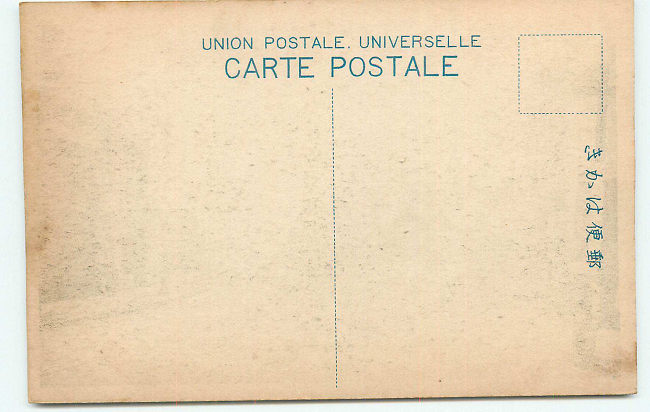 UNION POSTALE. UNIVERSELLE
CARTE POSTALE
きかは便郵